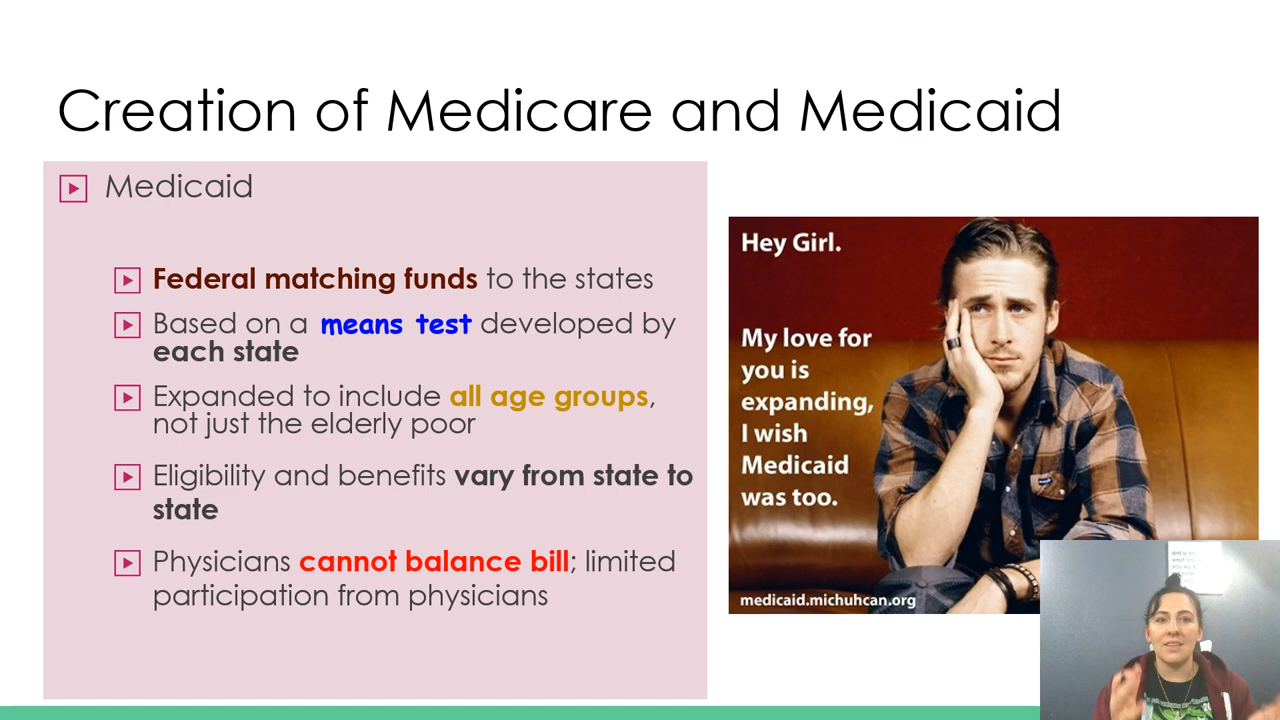 Creation of Medicare and Medicaid
Medicaid
Federal matching funds to the states
Based on a means test developed by
each state
Expanded to include all age groups,
not just the elderly poor
Eligibility and benefits vary from state to
state
Physicians cannot balance bill; limited
participation from physicians
Hey Girl.
My love for
you is
expanding,
I wish
Medicaid
was too.
medicaid.michuhcan.org